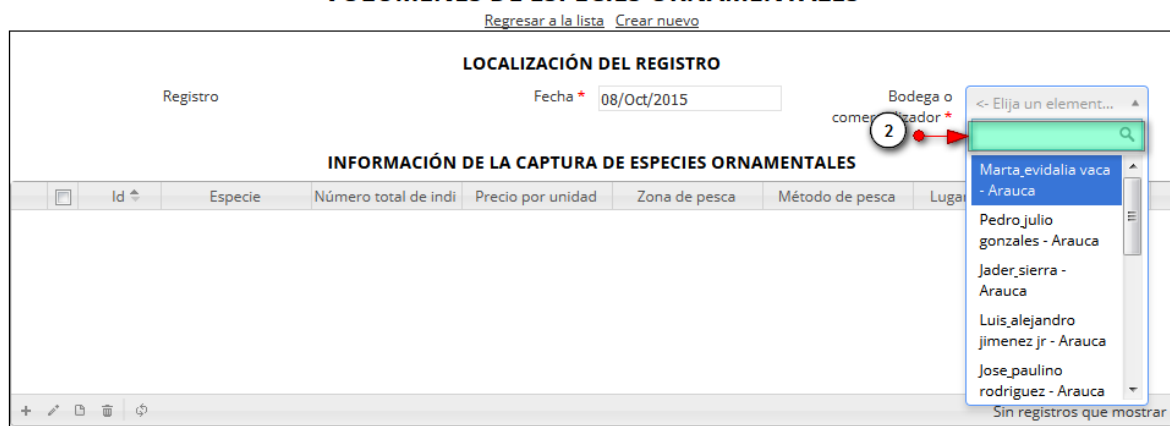 Regresar a la lista Crear nuevo
LOCALIZACIÓN DEL REGISTRO
Registro
Fecha *
08/Oct/2015
Bodega o
<- Elija un element...
2
INFORMACIÓN DE LA CAPTURA DE ESPECIES ORNAMENTALES
Id Especie Número total de indi Precio por unidad Zona de pesca Método de pesca
Marta_evidalia vaca
- Arauca
Pedro_julio
gonzales - Arauca
Jader_sierra -
Arauca
Luis_alejandro
jimenez jr - Arauca
Jose_paulino
rodriguez - Arauca
Sin registros que mostrar